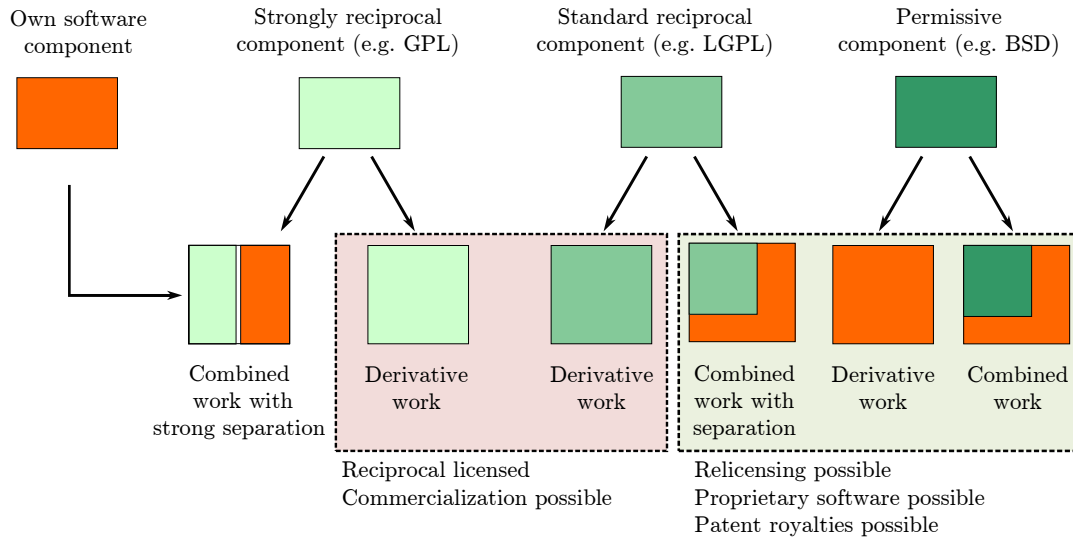 Own software
component
Strongly reciprocal
component (e.g. GPL)
Standard reciprocal
component (e.g. LGPL)
Permissive
component (e.g. BSD)
Combined
work with
strong separation
Derivative
work
Derivative
work
Combined
work with
separation
Derivative
work
Combined
work
Reciprocal licensed
Commercialization possible
Relicensing possible
Proprietary software possible
Patent royalties possible